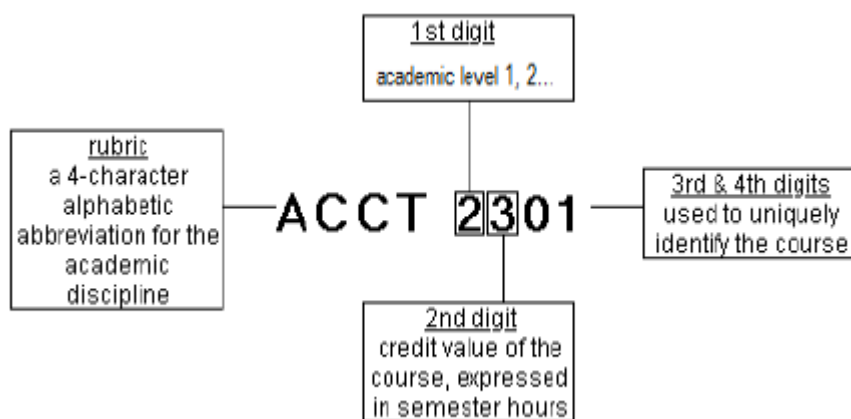 1st digit
academic level 1, 2...
rubric
a 4-character
alphabetic
abbreviation for the
academic
discipline
ACCT 2301
3rd & 4th digits
used to uniquely
identify the course
2nd digit
credit value of the
course, expressed
in semester hours